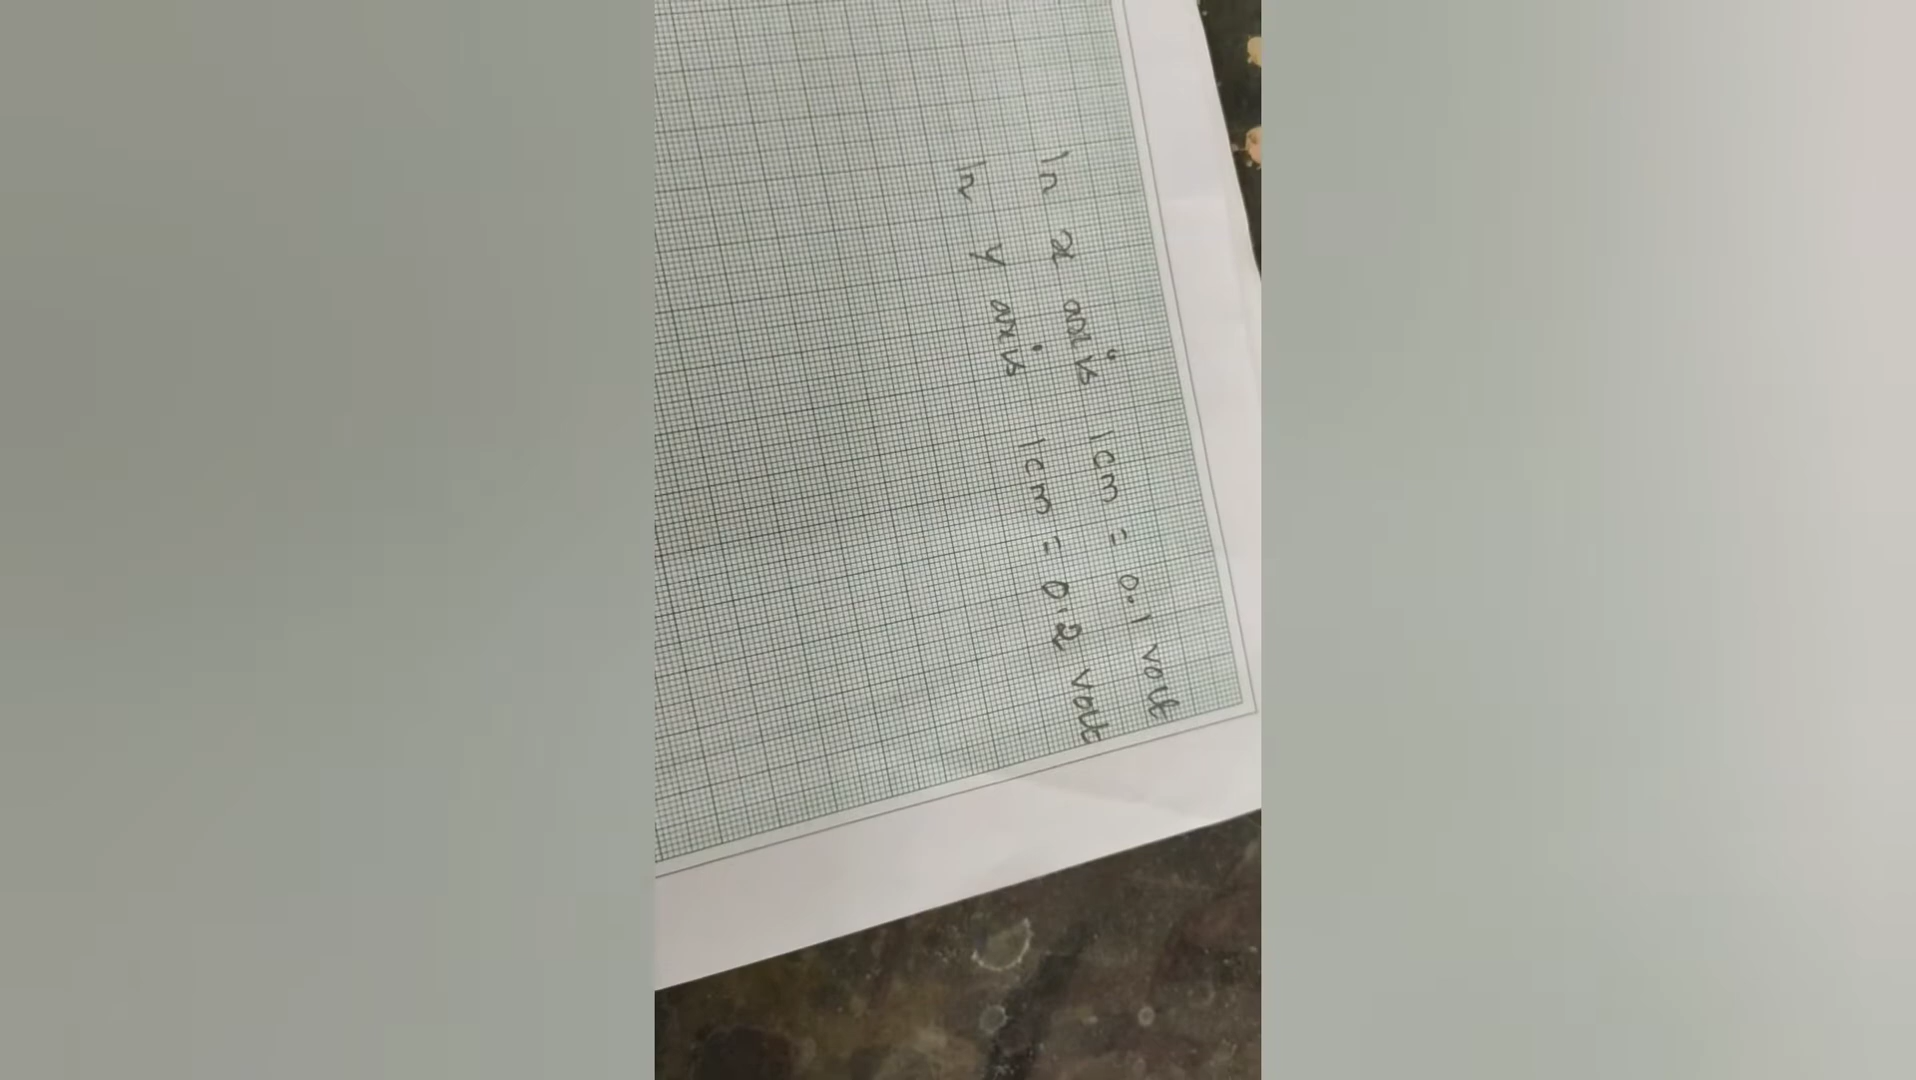 In x axis 1cm = 0.1 volt
In y axis 1cm = 0.2 volt